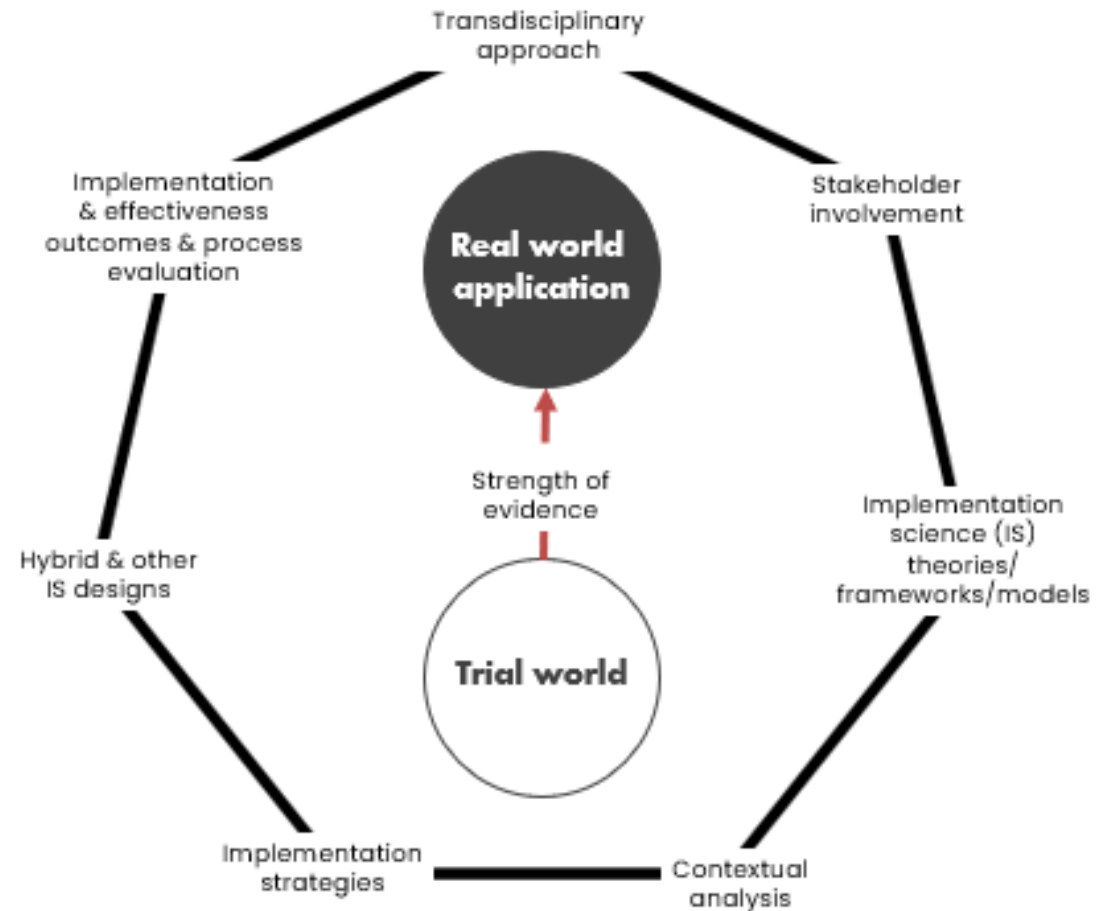 Transdisciplinary
approach
Implementation
& effectiveness
outcomes & process
evaluation
Stakeholder
involvement
Real world
application
Strength of
evidence
Implementation
science (IS)
theories/
frameworks/models
Hybrid & other
IS designs
Trial world
Implementation
strategies
Contextual
analysis